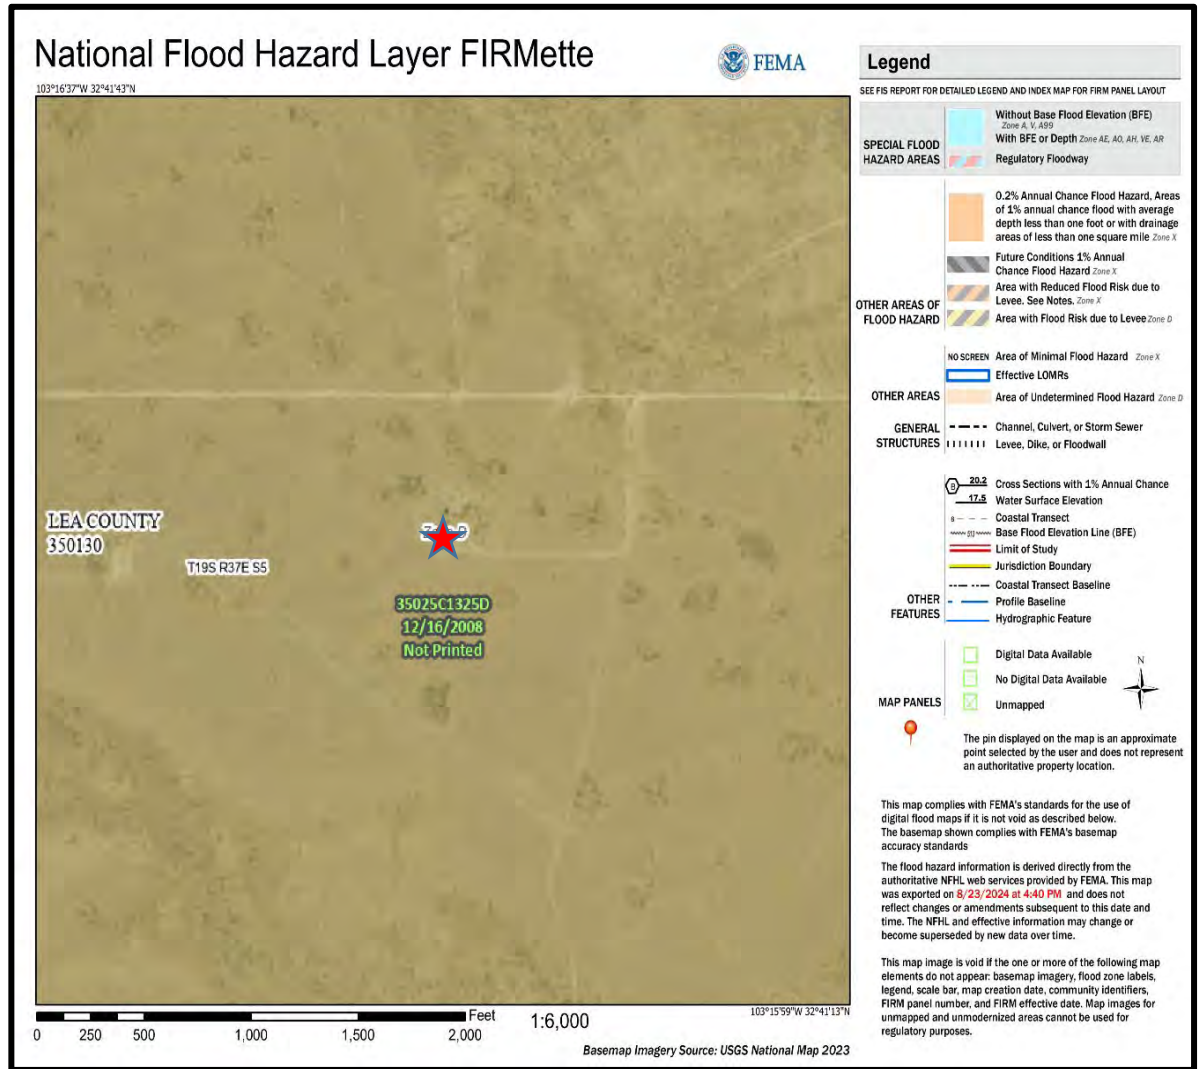 National Flood Hazard Layer FIRMette
FEMA
103°16'37"W 32°41'43"N
LEA COUNTY
350130
T19S R37E S5
35025C1325D
12/16/2008
Not Printed
103°15'59"W 32°41'13"N
Feet
1:6,000
0 250 500 1,000 1,500 2,000
Basemap Imagery Source: USGS National Map 2023
Legend
SEE FIS REPORT FOR DETAILED LEGEND AND INDEX MAP FOR FIRM PANEL LAYOUT
SPECIAL FLOOD
HAZARD AREAS
Without Base Flood Elevation (BFE)
Zone A, V, A99
With BFE or Depth Zone AE, AO, AH, VE, AR
Regulatory Floodway
OTHER AREAS OF
FLOOD HAZARD
0.2% Annual Chance Flood Hazard, Areas
of 1% annual chance flood with average
depth less than one foot or with drainage
areas of less than one square mile Zone X
Future Conditions 1% Annual
Chance Flood Hazard Zone X
Area with Reduced Flood Risk due to
Levee. See Notes. Zone X
Area with Flood Risk due to Levee Zone D
OTHER AREAS
NO SCREEN Area of Minimal Flood Hazard Zone X
Effective LOMRs
Area of Undetermined Flood Hazard Zone D
GENERAL
STRUCTURES
Channel, Culvert, or Storm Sewer
Levee, Dike, or Floodwall
OTHER
FEATURES
B 20.2 Cross Sections with 1% Annual Chance
17.5 Water Surface Elevation
8 Coastal Transect
513 Base Flood Elevation Line (BFE)
Limit of Study
Jurisdiction Boundary
Coastal Transect Baseline
Profile Baseline
Hydrographic Feature
MAP PANELS
Digital Data Available
No Digital Data Available
Unmapped
N
The pin displayed on the map is an approximate
point selected by the user and does not represent
an authoritative property location.
This map complies with FEMA's standards for the use of
digital flood maps if it is not void as described below.
The basemap shown complies with FEMA's basemap
accuracy standards
The flood hazard information is derived directly from the
authoritative NFHL web services provided by FEMA. This map
was exported on 8/23/2024 at 4:40 PM and does not
reflect changes or amendments subsequent to this date and
time. The NFHL and effective information may change or
become superseded by new data over time.
This map image is void if the one or more of the following map
elements do not appear: basemap imagery, flood zone labels,
legend, scale bar, map creation date, community identifiers,
FIRM panel number, and FIRM effective date. Map images for
unmapped and unmodernized areas cannot be used for
regulatory purposes.